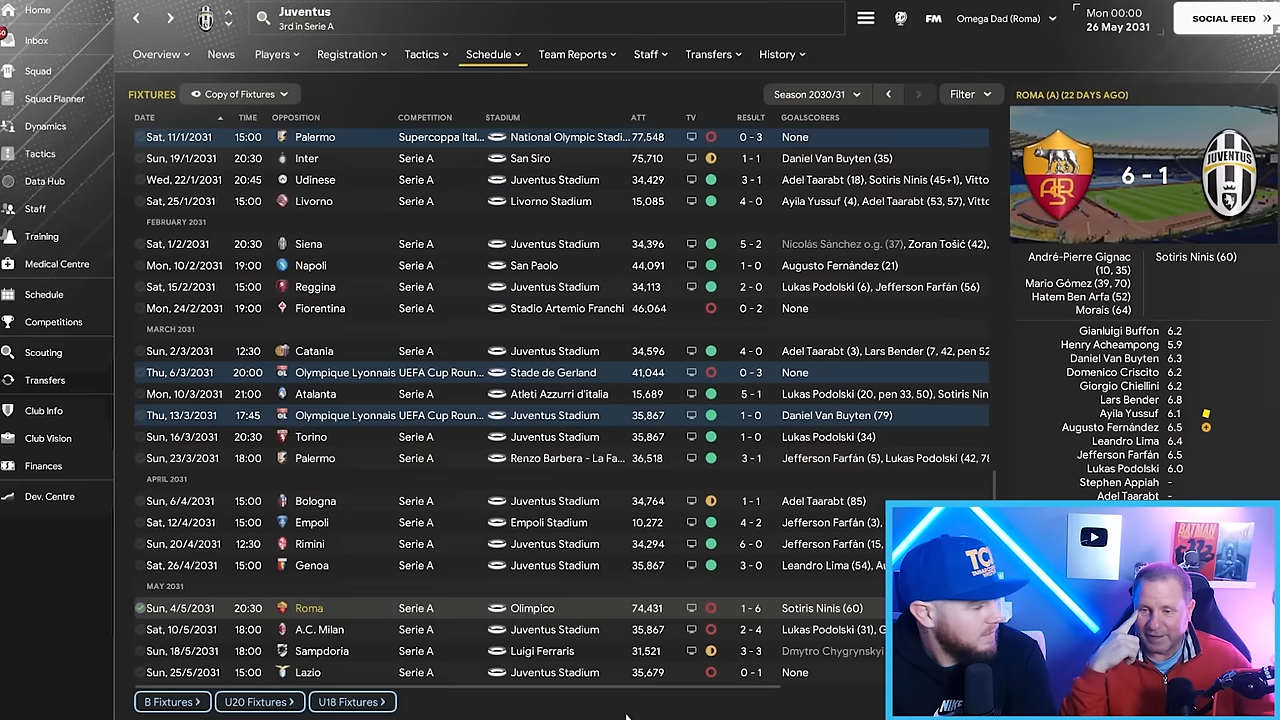 Home
Inbox
Squad
Squad Planner
Dynamics
Tactics
Data Hub
Staff
Training
Medical Centre
Schedule
Competitions
Scouting
Transfers
Club Info
Club Vision
Finances
Dev. Centre
Juventus
3rd in Serie A
FM
Omega Dad (Roma)
Mon 00:00
26 May 2031
SOCIAL FEED
Overview News Players Registration Tactics Schedule Team Reports Staff Transfers History
FIXTURES Copy of Fixtures Season 2030/31 Filter
DATE TIME OPPOSITION COMPETITION STADIUM ATT TV RESULT GOALSCORERS
Sat, 11/1/2031 15:00 Palermo Supercoppa Ital... National Olympic Stadi... 77,548 0 - 3 None
Sun, 19/1/2031 20:30 Inter Serie A San Siro 75,710 1 - 1 Daniel Van Buyten (35)
Wed, 22/1/2031 20:45 Udinese Serie A Juventus Stadium 34,429 3 - 1 Adel Taarabt (18), Sotiris Ninis (45+1), Vitto
Sat, 25/1/2031 15:00 Livorno Serie A Livorno Stadium 15,085 4 - 0 Ayila Yussuf (4), Adel Taarabt (53, 57), Vitto
FEBRUARY 2031
Sat, 1/2/2031 20:30 Siena Serie A Juventus Stadium 34,396 5 - 2 Nicolás Sánchez o.g. (37), Zoran Tošić (42),
Mon, 10/2/2031 19:00 Napoli Serie A San Paolo 44,091 1 - 0 Augusto Fernández (21)
Sat, 15/2/2031 15:00 Reggina Serie A Juventus Stadium 34,113 2 - 0 Lukas Podolski (6), Jefferson Farfán (56)
Mon, 24/2/2031 19:00 Fiorentina Serie A Stadio Artemio Franchi 46,064 0 - 2 None
MARCH 2031
Sun, 2/3/2031 12:30 Catania Serie A Juventus Stadium 34,596 4 - 0 Adel Taarabt (3), Lars Bender (7, 42, pen 52
Thu, 6/3/2031 20:00 Olympique Lyonnais UEFA Cup Roun... Stade de Gerland 41,044 0 - 3 None
Mon, 10/3/2031 21:00 Atalanta Serie A Atleti Azzurri d'italia 15,689 5 - 1 Lukas Podolski (20, pen 33, 50), Sotiris Nin
Thu, 13/3/2031 17:45 Olympique Lyonnais UEFA Cup Roun... Juventus Stadium 35,867 1 - 0 Daniel Van Buyten (79)
Sun, 16/3/2031 20:30 Torino Serie A Juventus Stadium 35,867 1 - 0 Lukas Podolski (34)
Sun, 23/3/2031 18:00 Palermo Serie A Renzo Barbera - La Fa... 36,518 3 - 1 Jefferson Farfán (5), Lukas Podolski (42, 78
APRIL 2031
Sun, 6/4/2031 15:00 Bologna Serie A Juventus Stadium 34,764 1 - 1 Adel Taarabt (85)
Sat, 12/4/2031 15:00 Empoli Serie A Empoli Stadium 10,272 4 - 2 Jefferson Farfán (3),
Sun, 20/4/2031 12:30 Rimini Serie A Juventus Stadium 34,294 6 - 0 Jefferson Farfán (15,
Sat, 26/4/2031 15:00 Genoa Serie A Juventus Stadium 35,867 3 - 0 Leandro Lima (54), Au
MAY 2031
Sun, 4/5/2031 20:30 Roma Serie A Olimpico 74,431 1 - 6 Sotiris Ninis (60)
Sat, 10/5/2031 18:00 A.C. Milan Serie A Juventus Stadium 35,867 2 - 4 Lukas Podolski (31), G
Sun, 18/5/2031 18:00 Sampdoria Serie A Luigi Ferraris 31,521 3 - 3 Dmytro Chygrynskyi
Sun, 25/5/2031 15:00 Lazio Serie A Juventus Stadium 35,679 0 - 1 None
B Fixtures U20 Fixtures U18 Fixtures
ROMA (A) (22 DAYS AGO)
6 - 1
ASR
JUVENTUS
André-Pierre Gignac (10, 35)
Mario Gómez (39, 70)
Hatem Ben Arfa (52)
Morais (64)
Sotiris Ninis (60)
Gianluigi Buffon 6.2
Henry Acheampong 5.9
Daniel Van Buyten 6.3
Domenico Criscito 6.2
Giorgio Chiellini 6.2
Lars Bender 6.8
Ayila Yussuf 6.1
Augusto Fernández 6.5
Leandro Lima 6.4
Jefferson Farfán 6.5
Lukas Podolski 6.0
Stephen Appiah -
Adel Taarabt -
BATMAN
NIKE